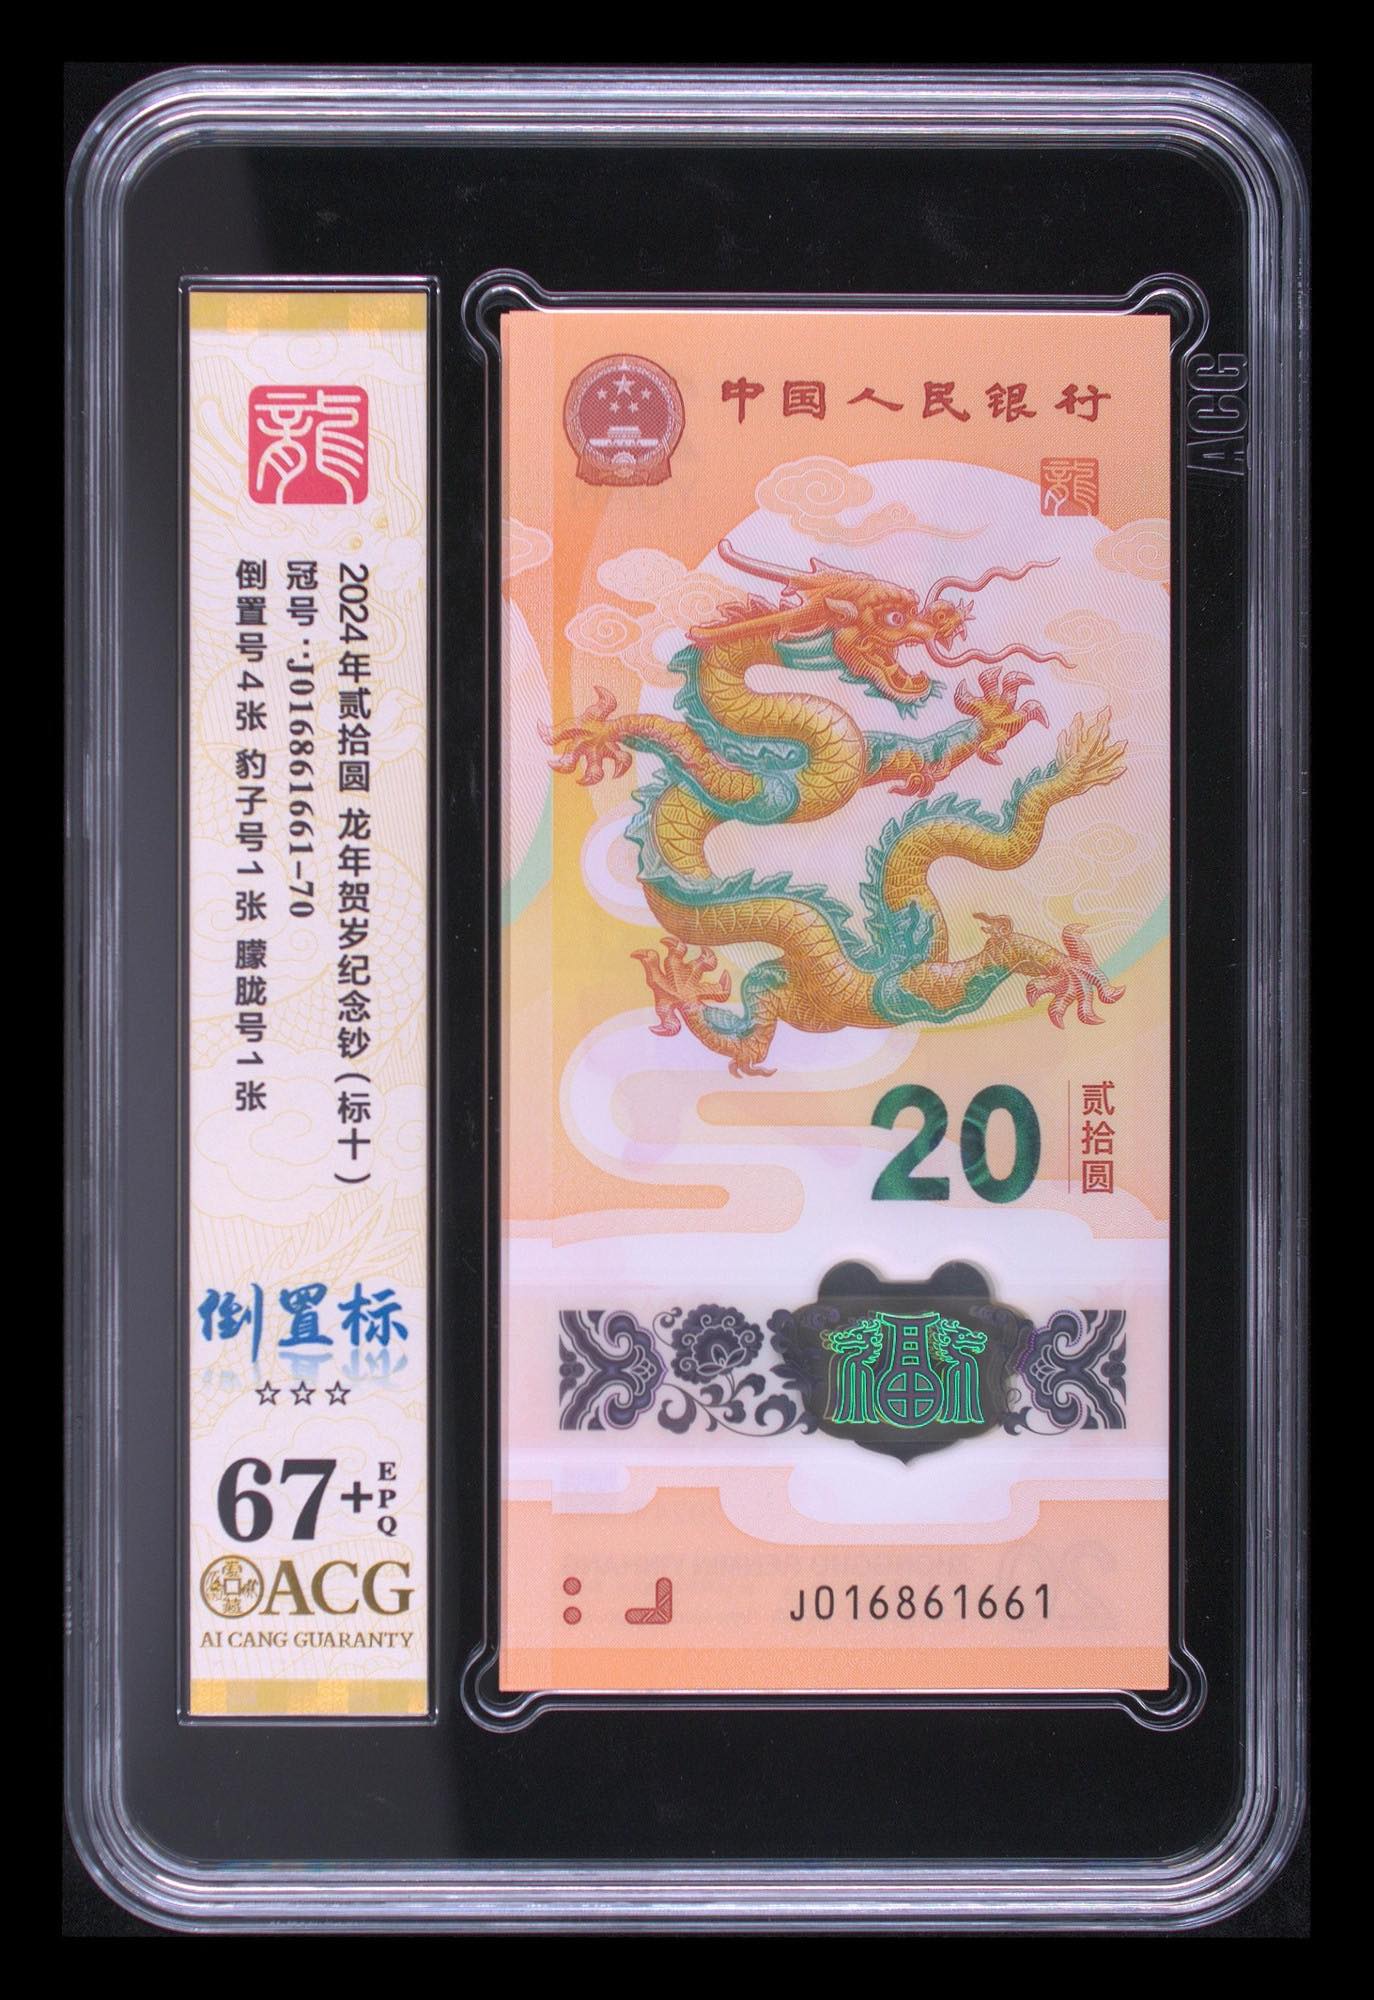 龍
2024年贰拾圆 龙年贺岁纪念钞（标十）
冠号：J016861661-70
倒置号4张 豹子号1张 朦胧号1张
倒置标
☆☆☆
67+
EPQ
ACG
AI CANG GUARANTY
中国人民银行
龍
20
贰拾圆
福
J016861661
ACG